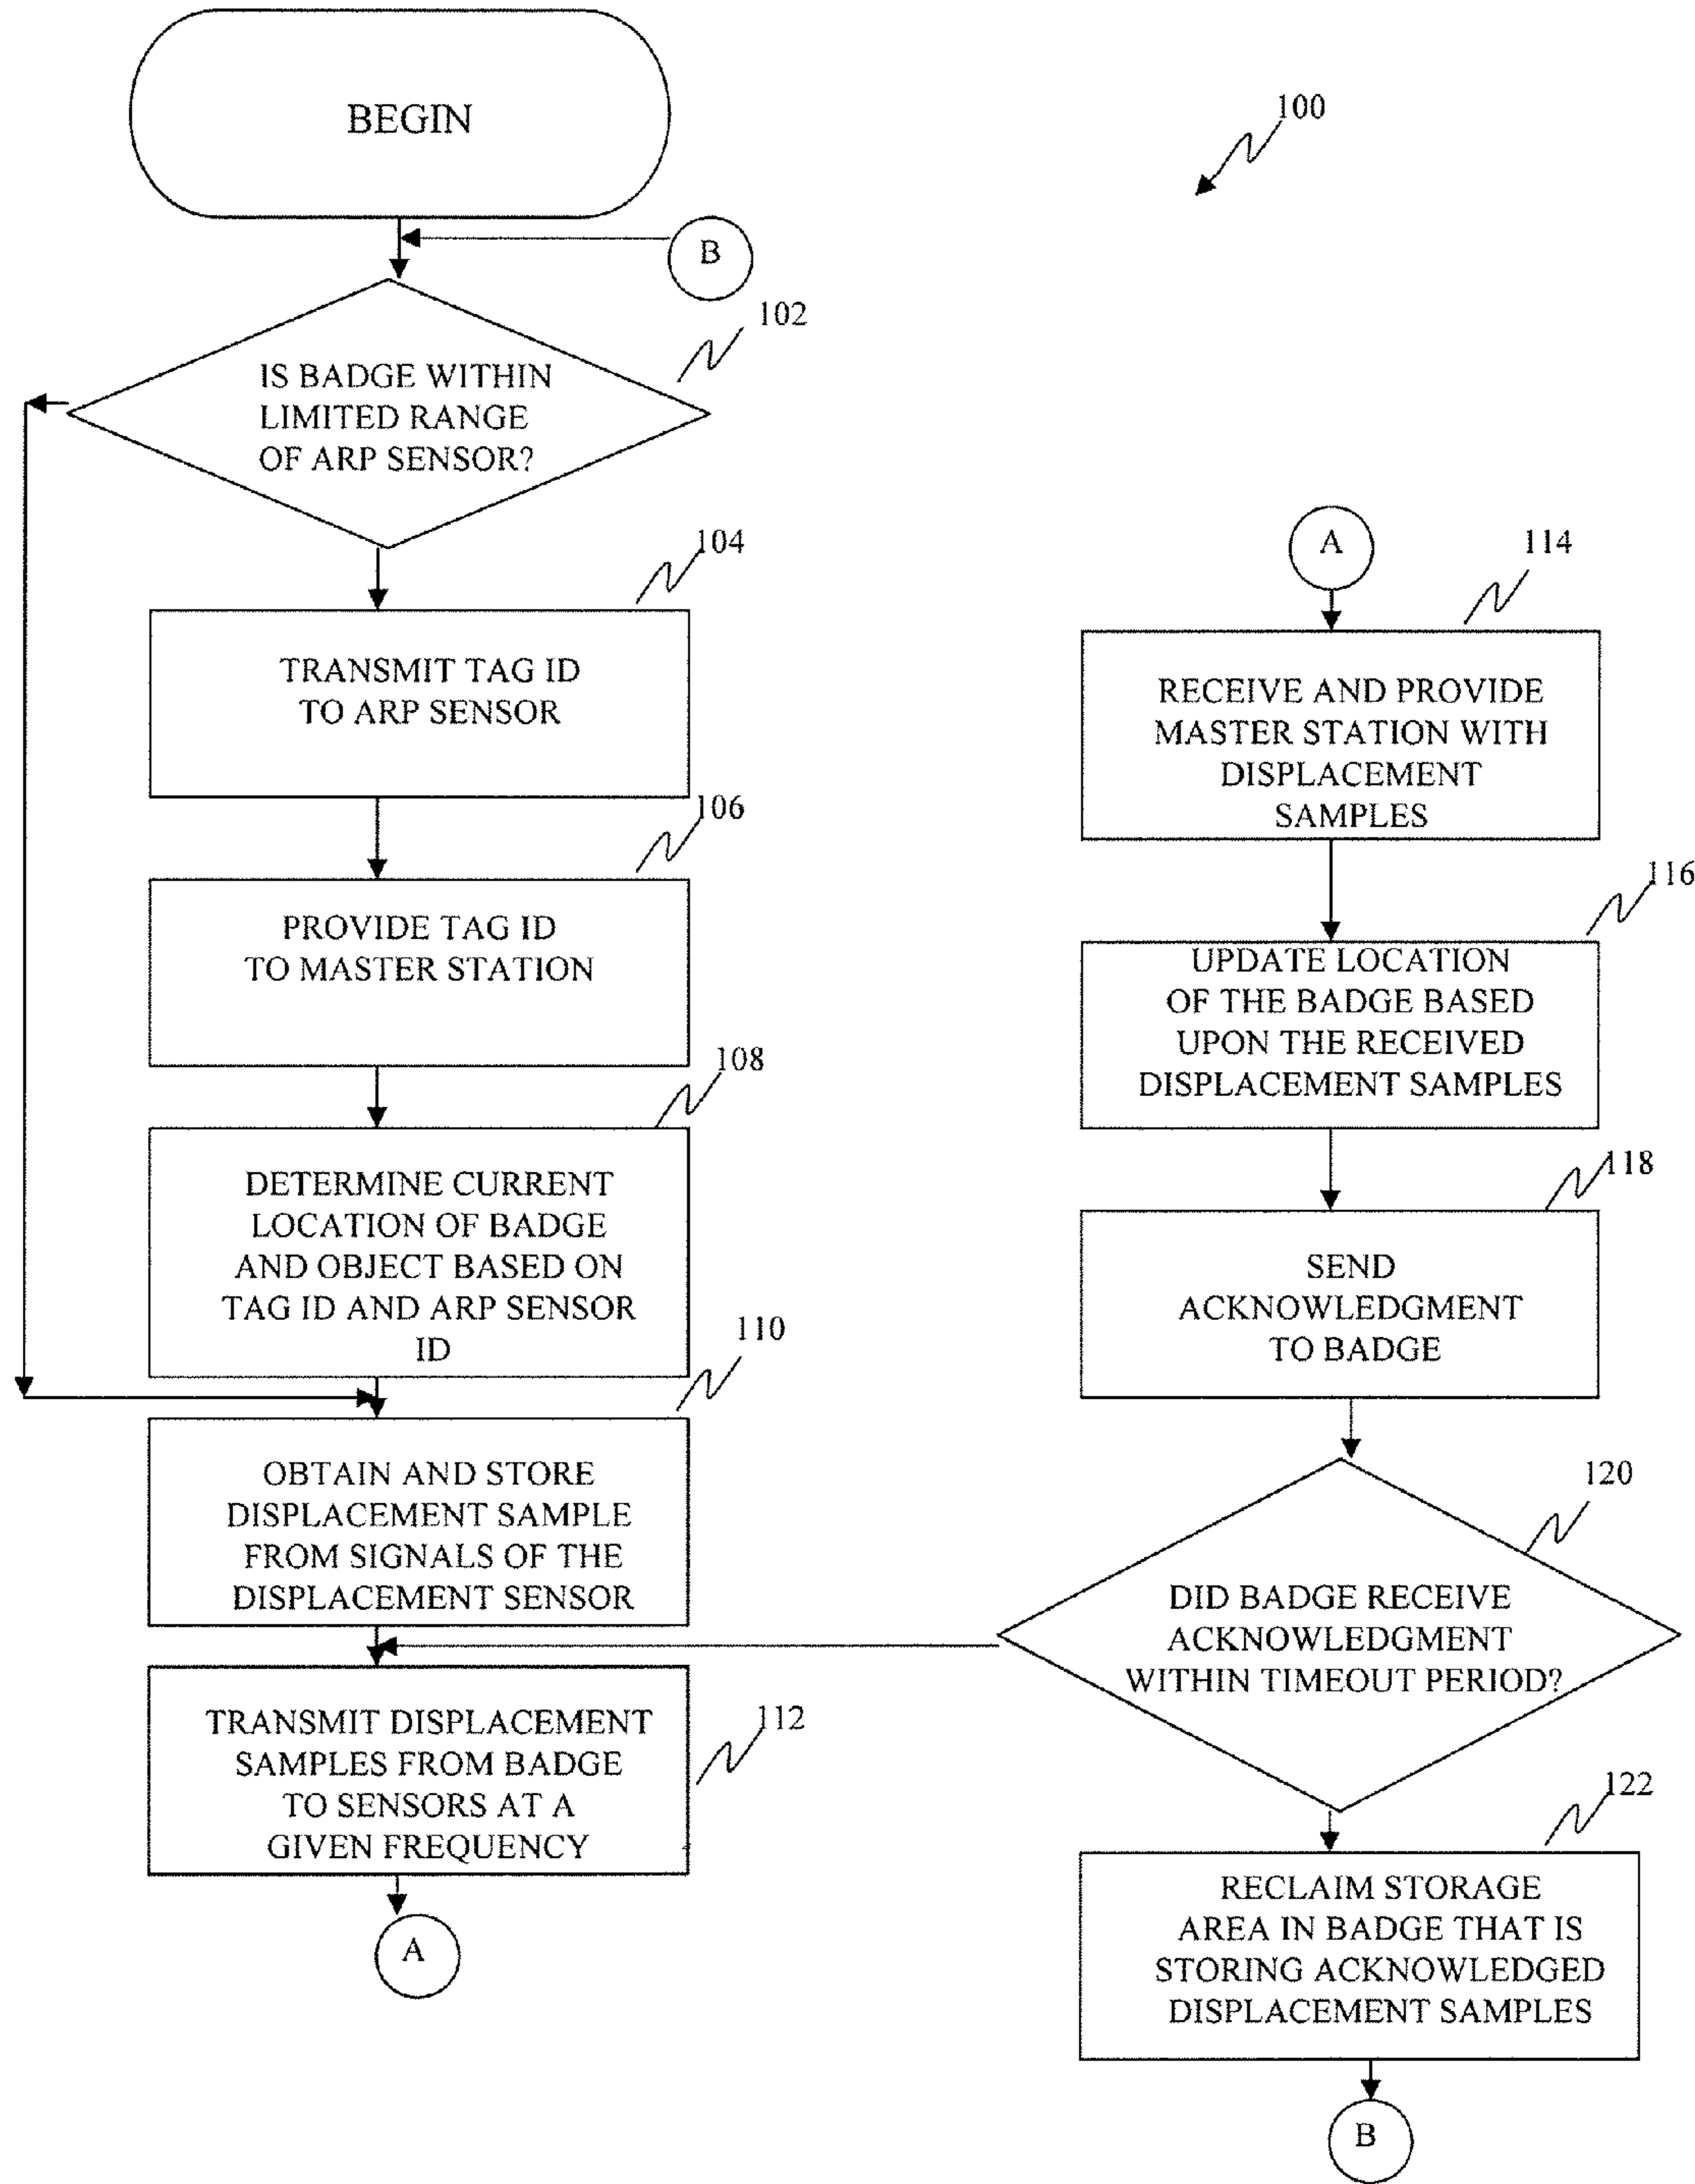 BEGIN
100
B
102
IS BADGE WITHIN
LIMITED RANGE
OF ARP SENSOR?
104
TRANSMIT TAG ID
TO ARP SENSOR
106
PROVIDE TAG ID
TO MASTER STATION
108
DETERMINE CURRENT
LOCATION OF BADGE
AND OBJECT BASED ON
TAG ID AND ARP SENSOR
ID
110
OBTAIN AND STORE
DISPLACEMENT SAMPLE
FROM SIGNALS OF THE
DISPLACEMENT SENSOR
112
TRANSMIT DISPLACEMENT
SAMPLES FROM BADGE
TO SENSORS AT A
GIVEN FREQUENCY
A
A
114
RECEIVE AND PROVIDE
MASTER STATION WITH
DISPLACEMENT
SAMPLES
116
UPDATE LOCATION
OF THE BADGE BASED
UPON THE RECEIVED
DISPLACEMENT SAMPLES
118
SEND
ACKNOWLEDGMENT
TO BADGE
120
DID BADGE RECEIVE
ACKNOWLEDGMENT
WITHIN TIMEOUT PERIOD?
122
RECLAIM STORAGE
AREA IN BADGE THAT IS
STORING ACKNOWLEDGED
DISPLACEMENT SAMPLES
B